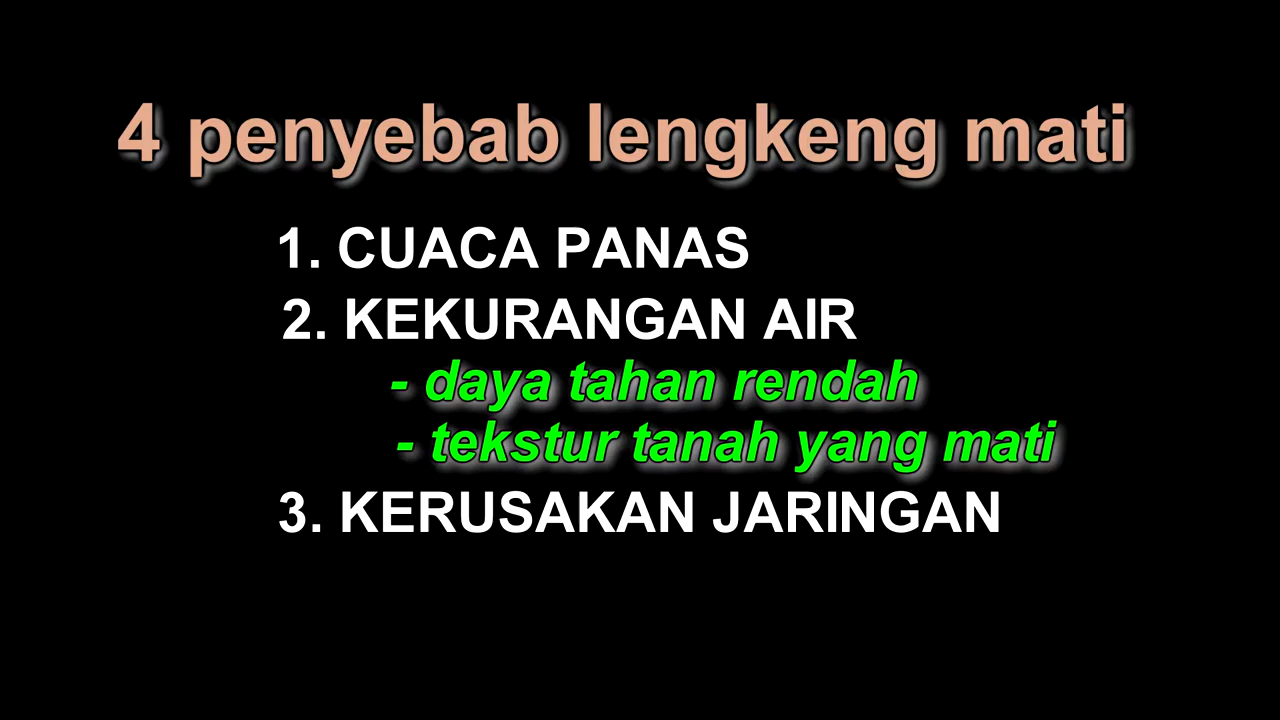 4 penyebab lengkeng mati
1. CUACA PANAS
2. KEKURANGAN AIR
- daya tahan rendah
- tekstur tanah yang mati
3. KERUSAKAN JARINGAN